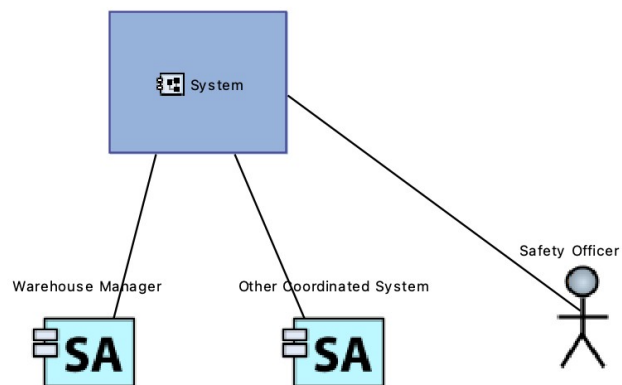 System
Safety Officer
Warehouse Manager
Other Coordinated System
SA
SA